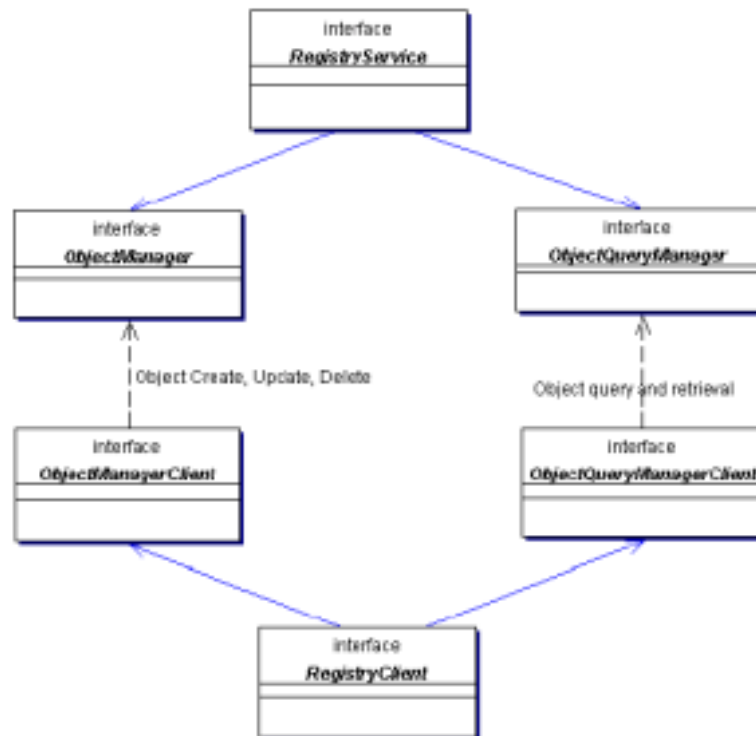 interface
RegistryService
interface
ObjectManager
interface
ObjectQueryManager
Object Create, Update, Delete
Object query and retrieval
interface
ObjectManagerClient
interface
ObjectQueryManagerClient
interface
RegistryClient